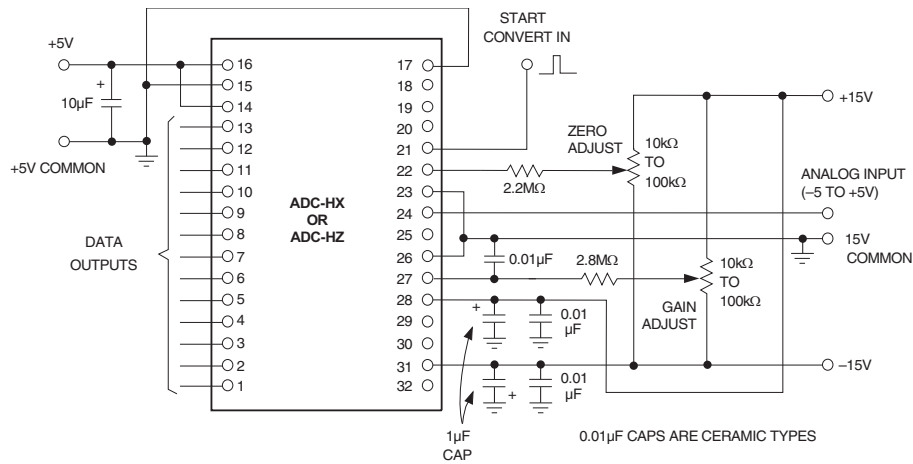 START
CONVERT IN
+5V
+
10µF
+5V COMMON
DATA
OUTPUTS
16
15
14
13
12
11
10
9
8
7
6
5
4
3
2
1
ADC-HX
OR
ADC-HZ
17
18
19
20
21
22
23
24
25
26
27
28
29
30
31
32
2.2MΩ
ZERO
ADJUST
10kΩ
TO
100kΩ
+15V
ANALOG INPUT
(–5 TO +5V)
15V
COMMON
0.01µF
2.8MΩ
10kΩ
TO
100kΩ
GAIN
ADJUST
+
0.01
µF
–15V
+
0.01
µF
1µF
CAP
0.01µF CAPS ARE CERAMIC TYPES